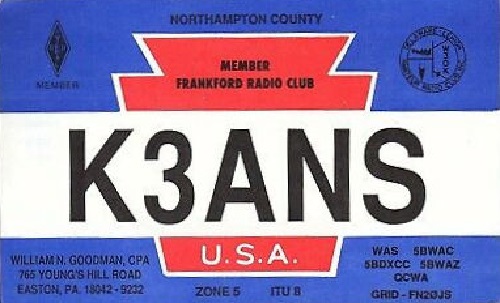 NORTHAMPTON COUNTY
MEMBER
MEMBER
FRANKFORD RADIO CLUB
K3ANS
U.S.A.
WILLIAM N. GOODMAN, CPA
765 YOUNG'S HILL ROAD
EASTON, PA. 18042 - 9232
ZONE 5 ITU 8
WAS 5BWAC
5BDXCC 5BWAZ
QCWA
GRID - FN20JS